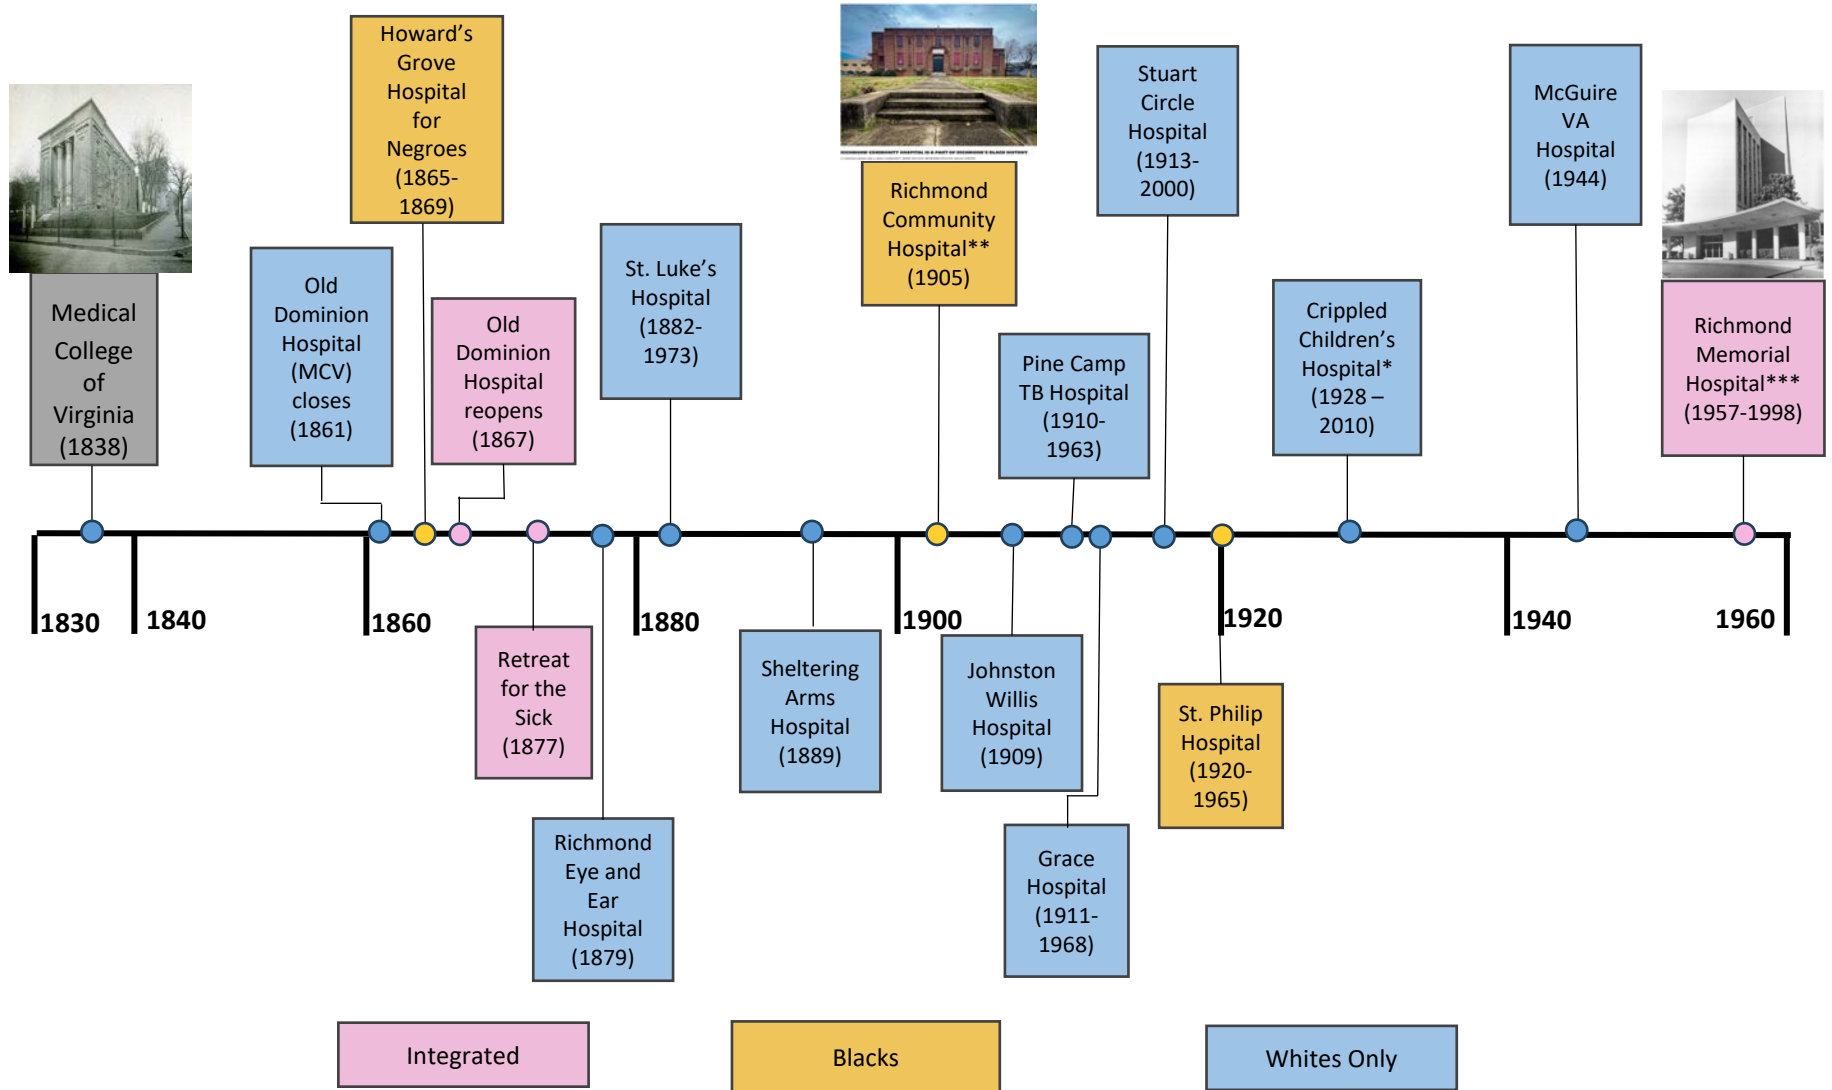 Howard's
Grove
Hospital
for
Negroes
(1865-
1869)
Stuart
Circle
Hospital
(1913-
2000)
McGuire
VA
Hospital
(1944)
Richmond
Community
Hospital**
(1905)
Medical
College
of
Virginia
(1838)
Old
Dominion
Hospital
(MCV)
closes
(1861)
Old
Dominion
Hospital
reopens
(1867)
St. Luke's
Hospital
(1882-
1973)
Pine Camp
TB Hospital
(1910-
1963)
Crippled
Children's
Hospital*
(1928 –
2010)
Richmond
Memorial
Hospital***
(1957-1998)
1830
1840
1860
1880
1900
1920
1940
1960
Retreat
for the
Sick
(1877)
Richmond
Eye and
Ear
Hospital
(1879)
Sheltering
Arms
Hospital
(1889)
Johnston
Willis
Hospital
(1909)
Grace
Hospital
(1911-
1968)
St. Philip
Hospital
(1920-
1965)
Integrated
Blacks
Whites Only